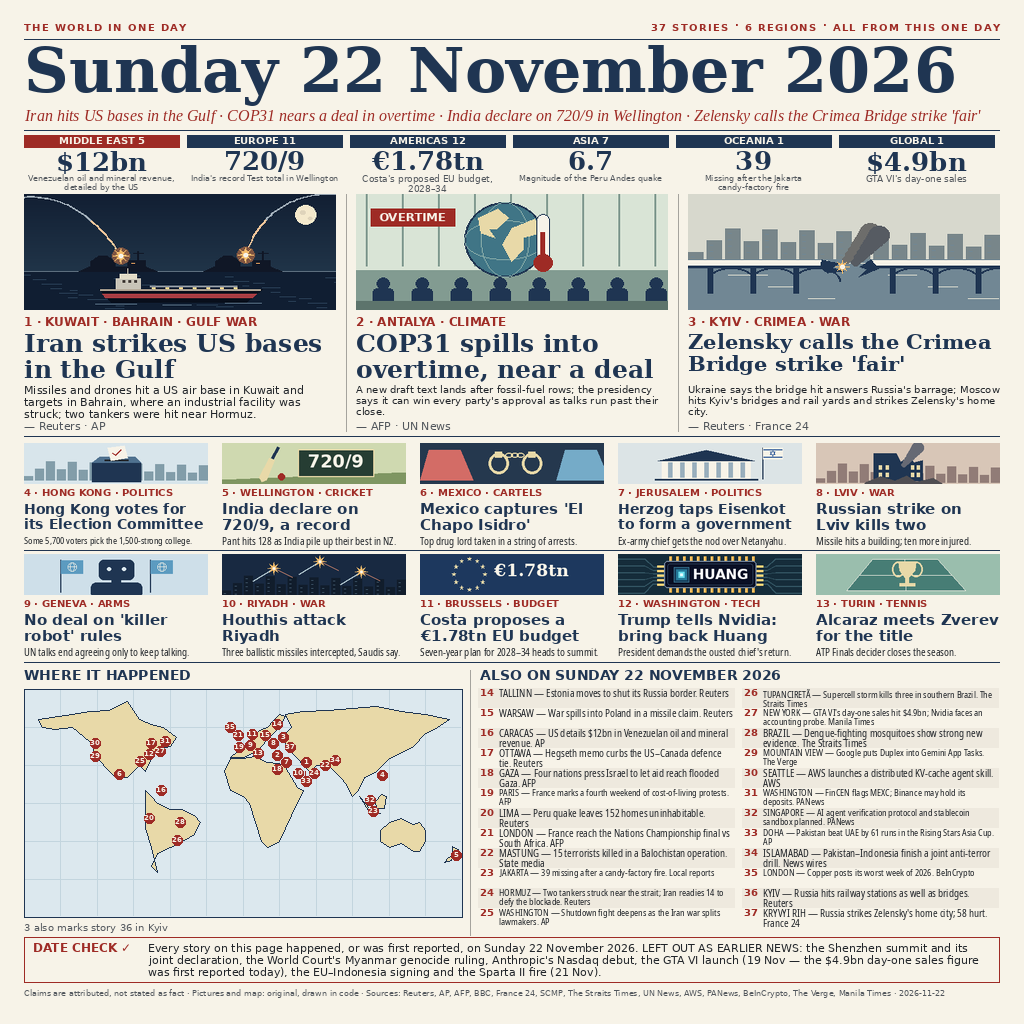 THE WORLD IN ONE DAY
37 STORIES · 6 REGIONS · ALL FROM THIS ONE DAY
Sunday 22 November 2026
Iran hits US bases in the Gulf · COP31 nears a deal in overtime · India declare on 720/9 in Wellington · Zelensky calls the Crimea Bridge strike 'fair'
MIDDLE EAST 5
$12bn
Venezuelan oil and mineral revenue,
detailed by the US
EUROPE 11
720/9
India's record Test total in Wellington
AMERICAS 12
€1.78tn
Costa's proposed EU budget,
2028–34
ASIA 7
6.7
Magnitude of the Peru Andes quake
OCEANIA 1
39
Missing after the Jakarta
candy-factory fire
GLOBAL 1
$4.9bn
GTA VI's day-one sales
1 · KUWAIT · BAHRAIN · GULF WAR
Iran strikes US bases
in the Gulf
Missiles and drones hit a US air base in Kuwait and
targets in Bahrain, where an industrial facility was
struck; two tankers were hit near Hormuz.
— Reuters · AP
OVERTIME
2 · ANTALYA · CLIMATE
COP31 spills into
overtime, near a deal
A new draft text lands after fossil-fuel rows; the presidency
says it can win every party's approval as talks run past their
close.
— AFP · UN News
3 · KYIV · CRIMEA · WAR
Zelensky calls the Crimea
Bridge strike 'fair'
Ukraine says the bridge hit answers Russia's barrage; Moscow
hits Kyiv's bridges and rail yards and strikes Zelensky's home
city.
— Reuters · France 24
4 · HONG KONG · POLITICS
Hong Kong votes for
its Election Committee
Some 5,700 voters pick the 1,500-strong college.
720/9
5 · WELLINGTON · CRICKET
India declare on
720/9, a record
Pant hits 128 as India pile up their best in NZ.
6 · MEXICO · CARTELS
Mexico captures 'El
Chapo Isidro'
Top drug lord taken in a string of arrests.
7 · JERUSALEM · POLITICS
Herzog taps Eisenkot
to form a government
Ex-army chief gets the nod over Netanyahu.
8 · LVIV · WAR
Russian strike on
Lviv kills two
Missile hits a building; ten more injured.
9 · GENEVA · ARMS
No deal on 'killer
robot' rules
UN talks end agreeing only to keep talking.
10 · RIYADH · WAR
Houthis attack
Riyadh
Three ballistic missiles intercepted, Saudis say.
€1.78tn
11 · BRUSSELS · BUDGET
Costa proposes a
€1.78tn EU budget
Seven-year plan for 2028–34 heads to summit.
HUANG
12 · WASHINGTON · TECH
Trump tells Nvidia:
bring back Huang
President demands the ousted chief's return.
13 · TURIN · TENNIS
Alcaraz meets Zverev
for the title
ATP Finals decider closes the season.
WHERE IT HAPPENED
3 also marks story 36 in Kyiv
ALSO ON SUNDAY 22 NOVEMBER 2026
14 TALLINN — Estonia moves to shut its Russia border. Reuters
15 WARSAW — War spills into Poland in a missile claim. Reuters
16 CARACAS — US details $12bn in Venezuelan oil and mineral
revenue. AP
17 OTTAWA — Hegseth memo curbs the US–Canada defence
tie. Reuters
18 GAZA — Four nations press Israel to let aid reach flooded
Gaza. AFP
19 PARIS — France marks a fourth weekend of cost-of-living protests.
AFP
20 LIMA — Peru quake leaves 152 homes uninhabitable.
Reuters
21 LONDON — France reach the Nations Championship final vs
South Africa. AFP
22 MASTUNG — 15 terrorists killed in a Balochistan operation.
State media
23 JAKARTA — 39 missing after a candy-factory fire. Local reports
24 HORMUZ — Two tankers struck near the strait; Iran readies 14 to
defy the blockade. Reuters
25 WASHINGTON — Shutdown fight deepens as the Iran war splits
lawmakers. AP
26 TUPANCIRETÃ — Supercell storm kills three in southern Brazil. The
Straits Times
27 NEW YORK — GTA VI's day-one sales hit $4.9bn; Nvidia faces an
accounting probe. Manila Times
28 BRAZIL — Dengue-fighting mosquitoes show strong new
evidence. The Straits Times
29 MOUNTAIN VIEW — Google puts Duplex into Gemini App Tasks.
The Verge
30 SEATTLE — AWS launches a distributed KV-cache agent skill.
AWS
31 WASHINGTON — FinCEN flags MEXC; Binance may hold its
deposits. PANews
32 SINGAPORE — AI agent verification protocol and stablecoin
sandbox planned. PANews
33 DOHA — Pakistan beat UAE by 61 runs in the Rising Stars Asia Cup.
AP
34 ISLAMABAD — Pakistan–Indonesia finish a joint anti-terror
drill. News wires
35 LONDON — Copper posts its worst week of 2026. BeInCrypto
36 KYIV — Russia hits railway stations as well as bridges.
Reuters
37 KRYVYI RIH — Russia strikes Zelensky's home city; 58 hurt.
France 24
DATE CHECK ✓
Every story on this page happened, or was first reported, on Sunday 22 November 2026. LEFT OUT AS EARLIER NEWS: the Shenzhen summit and its
joint declaration, the World Court's Myanmar genocide ruling, Anthropic's Nasdaq debut, the GTA VI launch (19 Nov — the $4.9bn day-one sales figure
was first reported today), the EU–Indonesia signing and the Sparta II fire (21 Nov).
Claims are attributed, not stated as fact · Pictures and map: original, drawn in code · Sources: Reuters, AP, AFP, BBC, France 24, SCMP, The Straits Times, UN News, AWS, PANews, BeInCrypto, The Verge, Manila Times · 2026-11-22